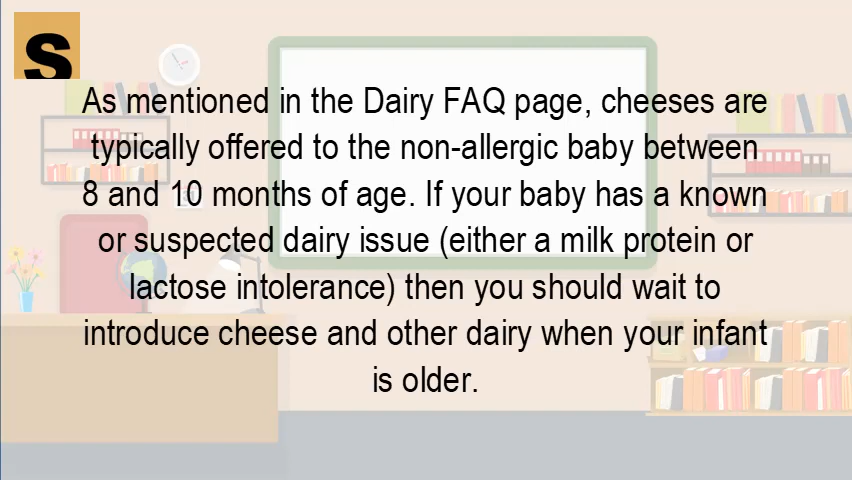 S
As mentioned in the Dairy FAQ page, cheeses are
typically offered to the non-allergic baby between
8 and 10 months of age. If your baby has a known
or suspected dairy issue (either a milk protein or
lactose intolerance) then you should wait to
introduce cheese and other dairy when your infant
is older.